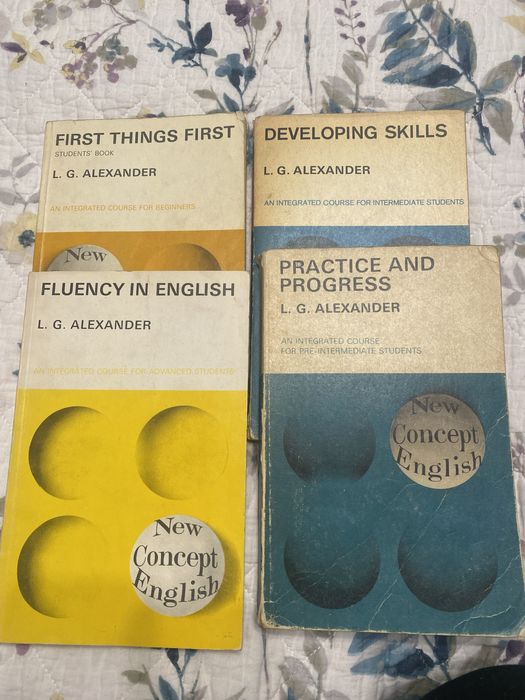 FIRST THINGS FIRST
STUDENTS' BOOK
L. G. ALEXANDER
AN INTEGRATED COURSE FOR BEGINNERS
New
DEVELOPING SKILLS
L. G. ALEXANDER
AN INTEGRATED COURSE FOR INTERMEDIATE STUDENTS
FLUENCY IN ENGLISH
L. G. ALEXANDER
AN INTEGRATED COURSE FOR ADVANCED STUDENTS
New
Concept
English
PRACTICE AND
PROGRESS
L. G. ALEXANDER
AN INTEGRATED COURSE
FOR PRE-INTERMEDIATE STUDENTS
New
Concept
English